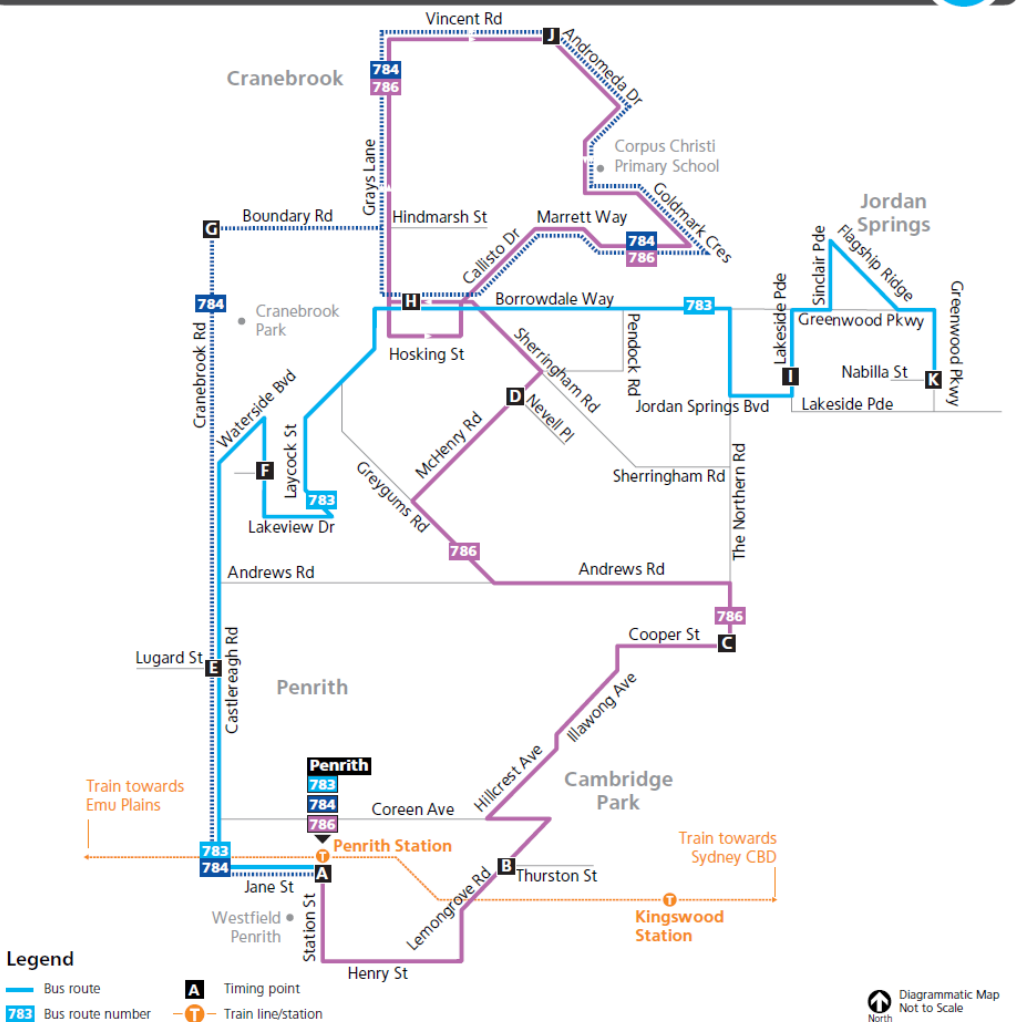 Vincent Rd
J
Andromeda Dr
Cranebrook
784
786
Corpus Christi
Primary School
Grays Lane
Goldmark Cres
Jordan
Springs
Boundary Rd
G
Hindmarsh St
Marrett Way
Callisto Dr
784
786
Sinclair Pde
Flagship Ridge
Lakeside Pde
Greenwood Pkwy
784
Cranebrook
Park
Cranebrook Rd
H
Borrowdale Way
783
Greenwood Pkwy
Hosking St
Sherringham Rd
Pendock Rd
I
Nabilla St
K
Waterside Bvd
Laycock St
D
Nevell Pl
Jordan Springs Bvd
Lakeside Pde
McHenry Rd
F
Greygums Rd
Sherringham Rd
The Northern Rd
783
Lakeview Dr
786
Andrews Rd
Andrews Rd
786
Cooper St
C
Lugard St
E
Castlereagh Rd
Penrith
Illawong Ave
Hillcrest Ave
Cambridge
Park
Penrith
783
784
786
Train towards
Emu Plains
Coreen Ave
Train towards
Sydney CBD
783
784
T
Penrith Station
A
Jane St
B
Thurston St
Lemongrove Rd
T
Kingswood
Station
Westfield
Penrith
Station St
Henry St
Legend
Bus route
A
Timing point
783
Bus route number
T
Train line/station
North
Diagrammatic Map
Not to Scale